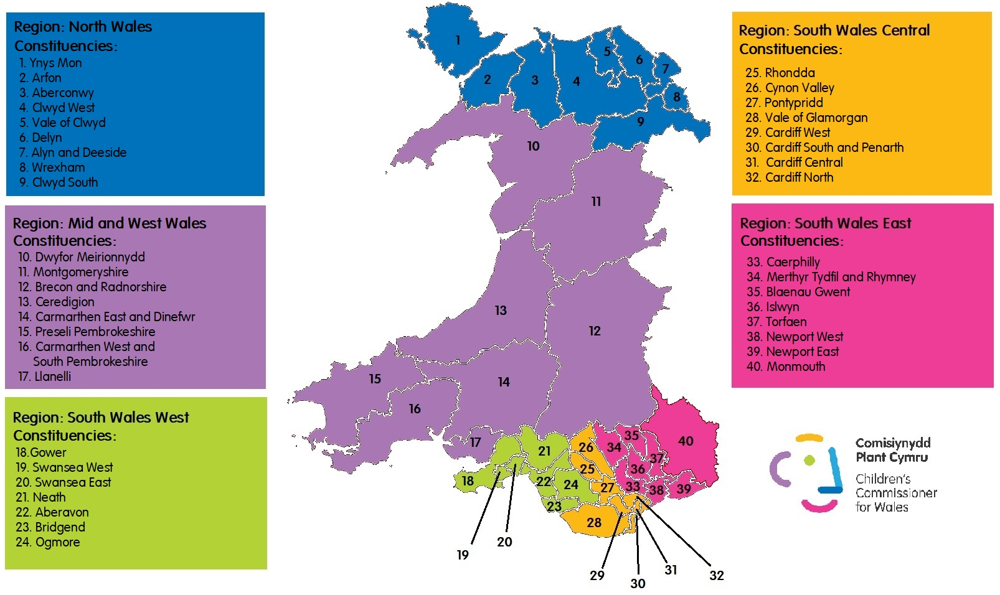 Region: North Wales
Constituencies:
1. Ynys Mon
2. Arfon
3. Aberconwy
4. Clwyd West
5. Vale of Clwyd
6. Delyn
7. Alyn and Deeside
8. Wrexham
9. Clwyd South
Region: Mid and West Wales
Constituencies:
10. Dwyfor Meirionnydd
11. Montgomeryshire
12. Brecon and Radnorshire
13. Ceredigion
14. Carmarthen East and Dinefwr
15. Preseli Pembrokeshire
16. Carmarthen West and
South Pembrokeshire
17. Llanelli
Region: South Wales West
Constituencies:
18.Gower
19. Swansea West
20. Swansea East
21. Neath
22. Aberavon
23. Bridgend
24. Ogmore
1
2
3
4
5
6
7
8
9
10
11
12
13
14
15
16
17
18
19
20
21
22
23
24
25
26
27
28
29
30
31
32
33
34
35
36
37
38
39
40
Region: South Wales Central
Constituencies:
25. Rhondda
26. Cynon Valley
27. Pontypridd
28. Vale of Glamorgan
29. Cardiff West
30. Cardiff South and Penarth
31. Cardiff Central
32. Cardiff North
Region: South Wales East
Constituencies:
33. Caerphilly
34. Merthyr Tydfil and Rhymney
35. Blaenau Gwent
36. Islwyn
37. Torfaen
38. Newport West
39. Newport East
40. Monmouth
Comisiynydd
Plant Cymru
Children's
Commissioner
for Wales